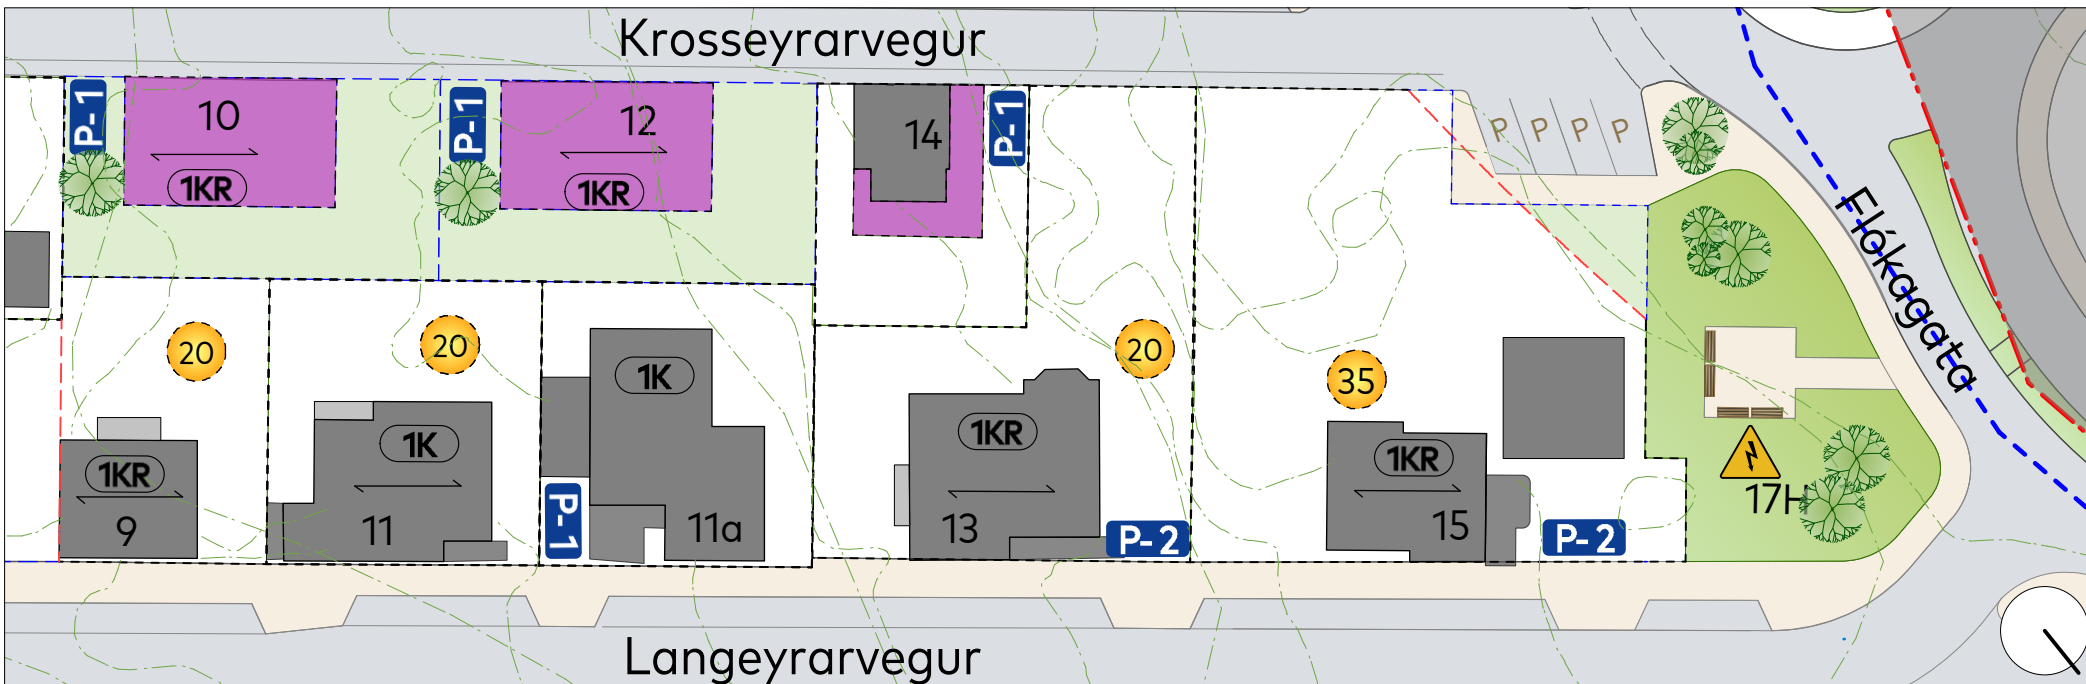 Krosseyrarvegur
P-1
10
1KR
P-1
12
1KR
14
P-1
P P P P
Flókagata
20
20
1K
20
35
1KR
9
1K
11
P-1
11a
1KR
13
P-2
1KR
15
P-2
17H
Langeyrarvegur